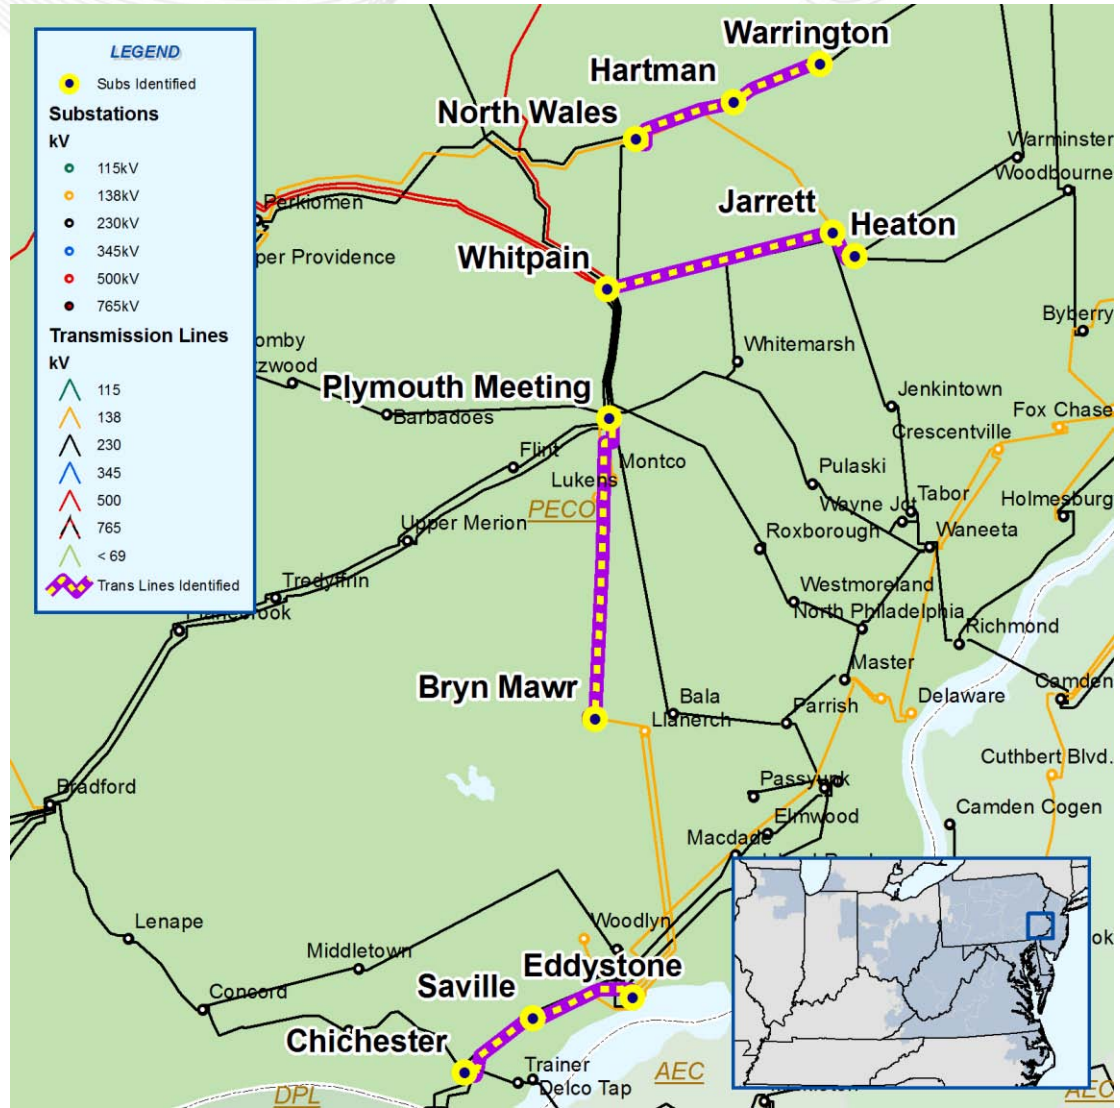 LEGEND
Subs Identified
Substations
kV
115kV
138kV
230kV
345kV
500kV
765kV
Transmission Lines
kV
115
138
230
345
500
765
< 69
Trans Lines Identified
Warrington
Hartman
North Wales
Warminster
Woodbourne
Perkiomen
Jarrett
Heaton
Whitpain
Providence
Byberry
Whitemarsh
Plymouth Meeting
Barbadoes
Jenkintown
Fox Chase
Crescentville
Flint
Montco
Lukens
PECO
Pulaski
Tabor
Wayne Jct
Holmesburg
Upper Merion
Roxborough
Waneeta
Tredyffrin
Westmoreland
North Philadelphia
Richmond
Bryn Mawr
Master
Bala
Camden
Llanerch
Parrish
Delaware
Cuthbert Blvd.
Bradford
Passyunk
Camden Cogen
Elmwood
Macdade
Lenape
Woodlyn
Middletown
Eddystone
Saville
Concord
Chichester
Trainer
Delco Tap
AEC
DPL
AEC